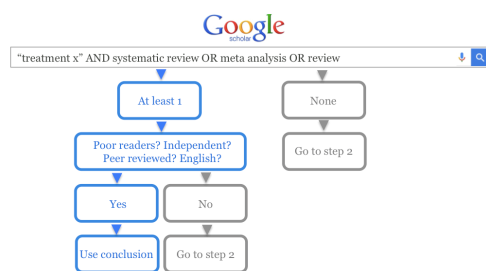 Google
scholar
“treatment x” AND systematic review OR meta analysis OR review
At least 1
None
Poor readers? Independent?
Peer reviewed? English?
Go to step 2
Yes
No
Use conclusion
Go to step 2